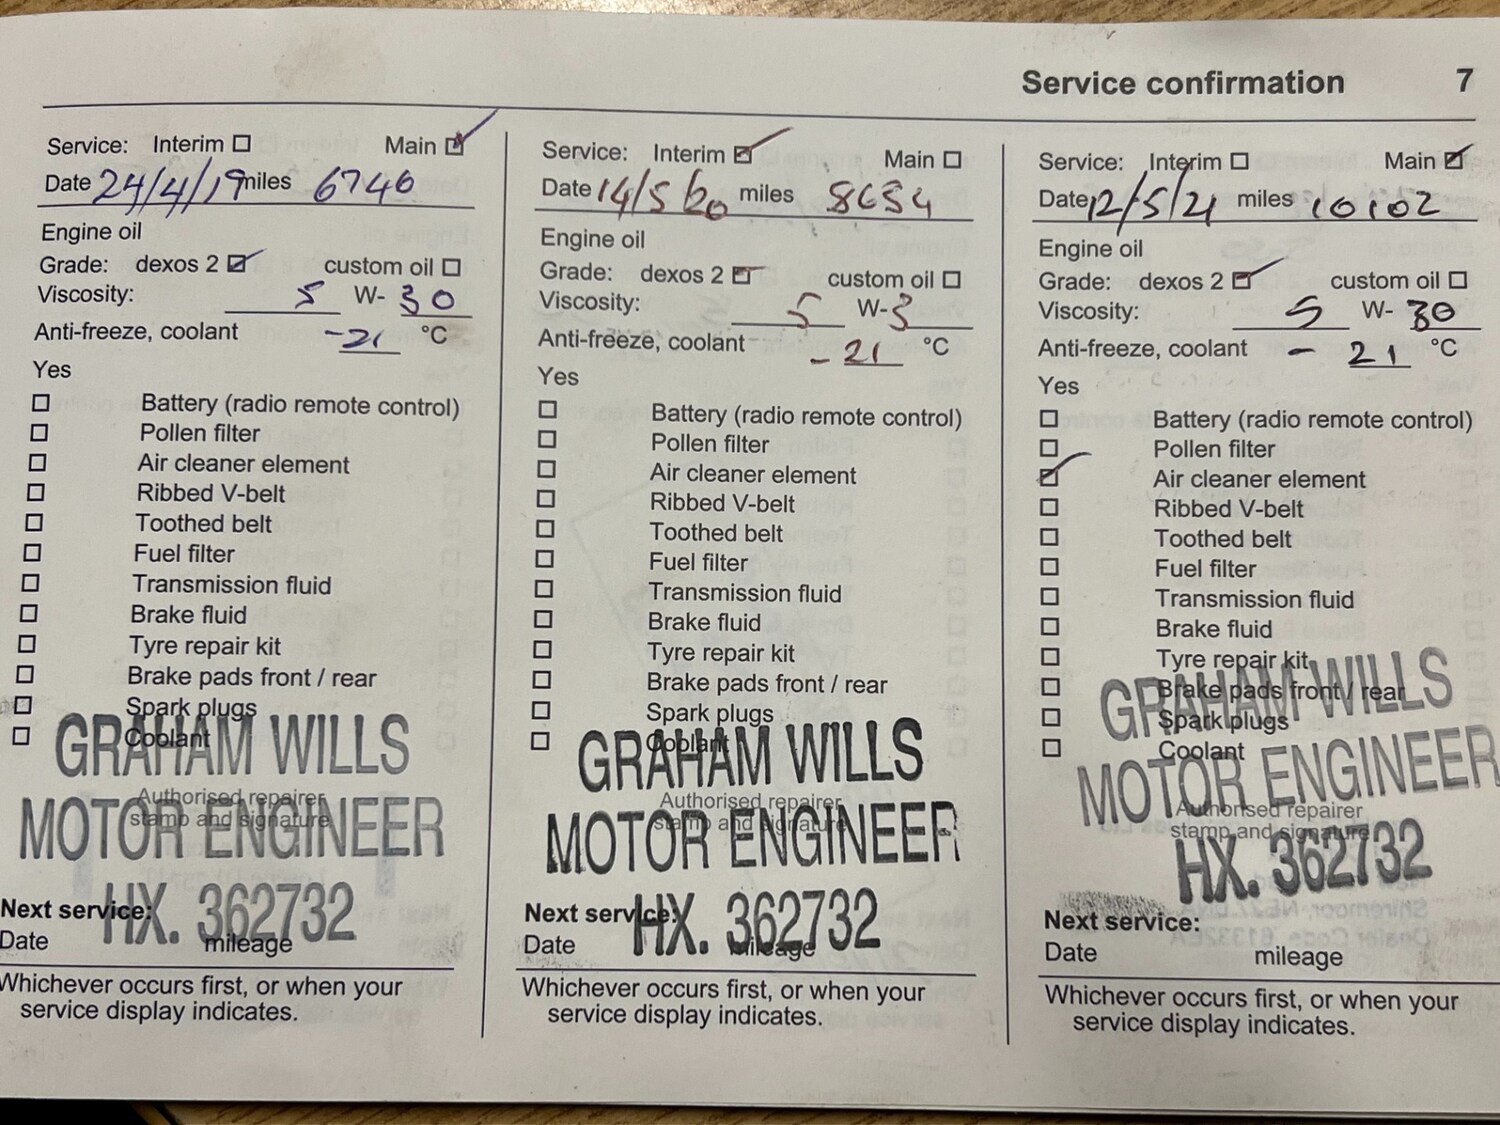 Service confirmation 7
Service: Interim Main
Date 24/4/19 miles 6746
Engine oil
Grade: dexos 2 custom oil
Viscosity: 5 W- 30
Anti-freeze, coolant -21 °C
Yes
Battery (radio remote control)
Pollen filter
Air cleaner element
Ribbed V-belt
Toothed belt
Fuel filter
Transmission fluid
Brake fluid
Tyre repair kit
Brake pads front / rear
Spark plugs
Coolant
GRAHAM WILLS
Authorised repairer
stamp and signature
MOTOR ENGINEER
HX. 362732
Next service:
Date mileage
Whichever occurs first, or when your
service display indicates.
Service: Interim Main
Date 14/5/20 miles 8634
Engine oil
Grade: dexos 2 custom oil
Viscosity: 5 W-3
Anti-freeze, coolant - 21 °C
Yes
Battery (radio remote control)
Pollen filter
Air cleaner element
Ribbed V-belt
Toothed belt
Fuel filter
Transmission fluid
Brake fluid
Tyre repair kit
Brake pads front / rear
Spark plugs
Coolant
GRAHAM WILLS
Authorised repairer
stamp and signature
MOTOR ENGINEER
HX. 362732
Next service:
Date mileage
Whichever occurs first, or when your
service display indicates.
Service: Interim Main
Date 12/5/21 miles 10102
Engine oil
Grade: dexos 2 custom oil
Viscosity: 5 W- 30
Anti-freeze, coolant - 21 °C
Yes
Battery (radio remote control)
Pollen filter
Air cleaner element
Ribbed V-belt
Toothed belt
Fuel filter
Transmission fluid
Brake fluid
Tyre repair kit
Brake pads front / rear
Spark plugs
Coolant
GRAHAM WILLS
MOTOR ENGINEER
Authorised repairer
stamp and signature
HX. 362732
Next service:
Date mileage
Whichever occurs first, or when your
service display indicates.